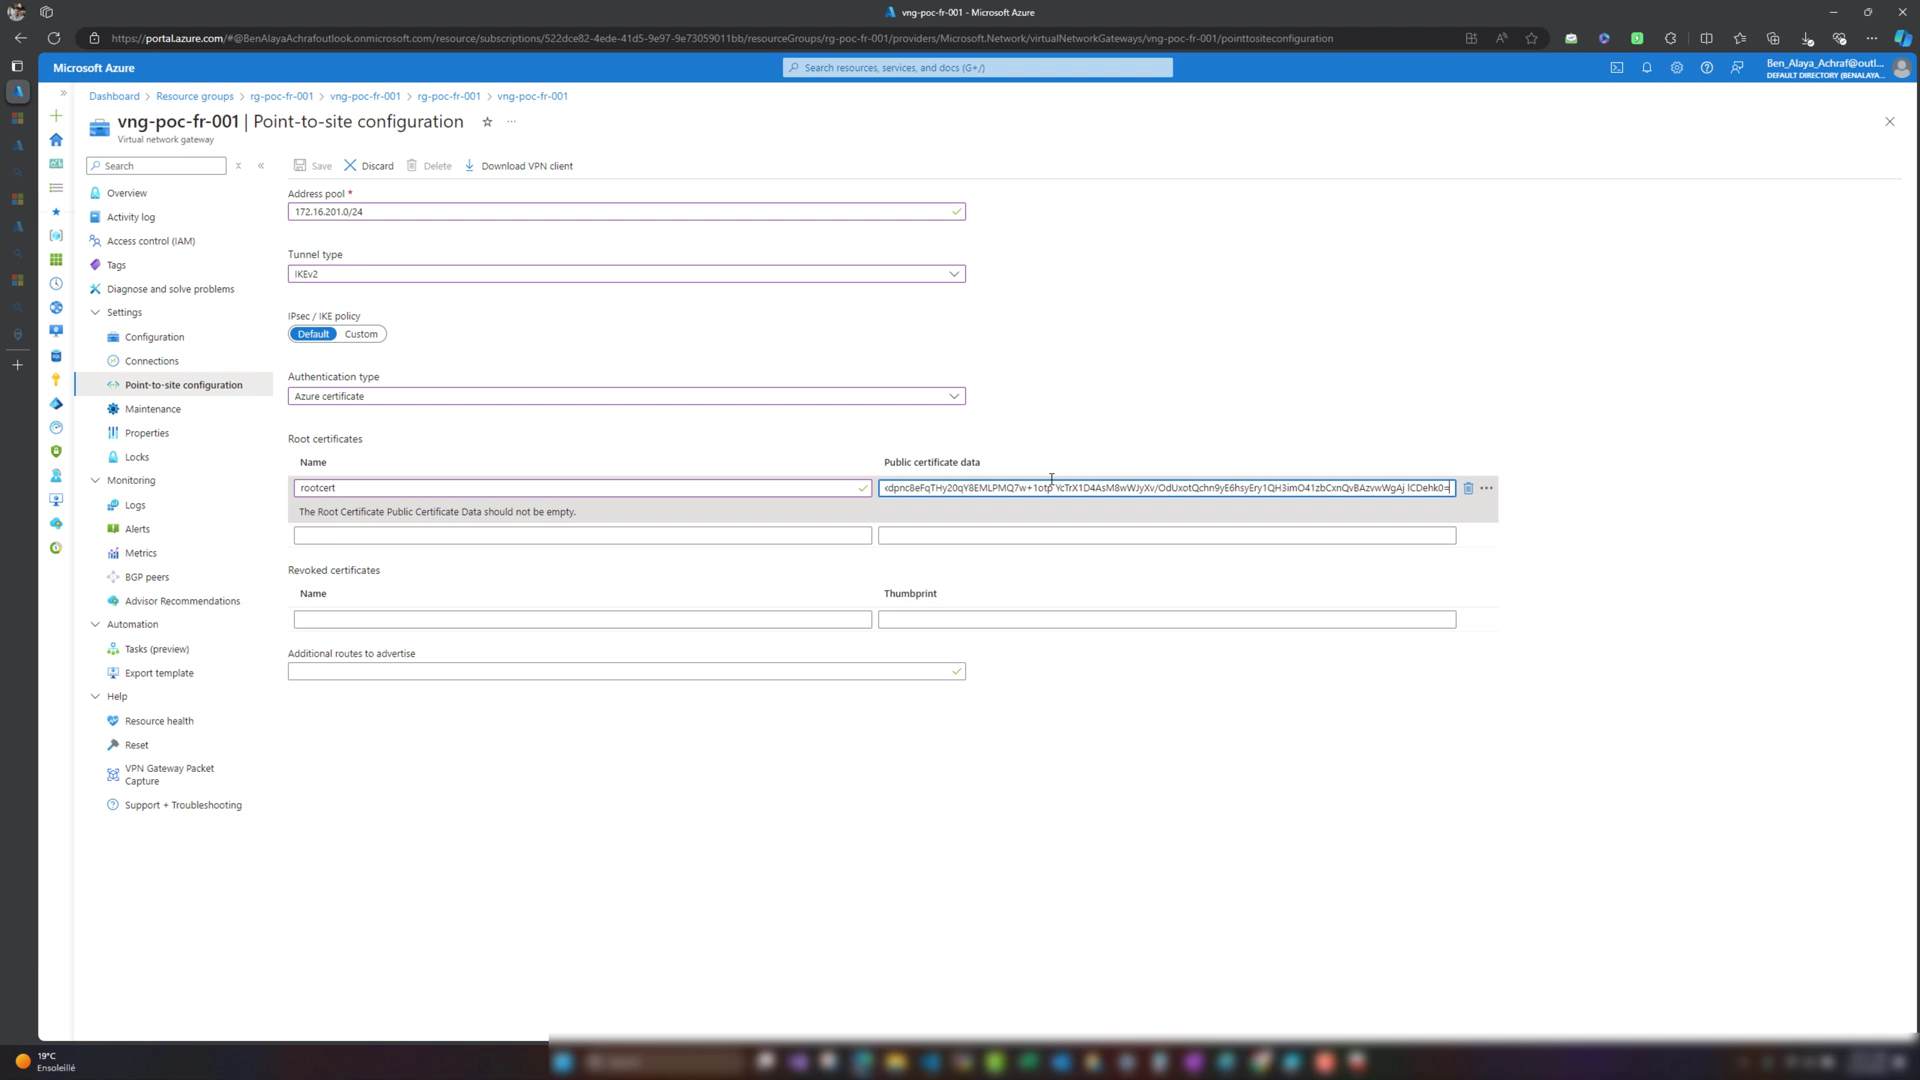 vng-poc-fr-001 - Microsoft Azure
https://portal.azure.com/#@BenAlayaAchrafoutlook.onmicrosoft.com/resource/subscriptions/522dce82-4ede-41d5-9e97-9e73059011bb/resourceGroups/rg-poc-fr-001/providers/Microsoft.Network/virtualNetworkGateways/vng-poc-fr-001/pointtositeconfiguration
Microsoft Azure
Search resources, services, and docs (G+/)
Ben_Alaya_Achraf@outl...
DEFAULT DIRECTORY (BENALAYA...
Dashboard > Resource groups > rg-poc-fr-001 > vng-poc-fr-001 > rg-poc-fr-001 > vng-poc-fr-001
vng-poc-fr-001 | Point-to-site configuration
Virtual network gateway
Search
Save Discard Delete Download VPN client
Overview
Activity log
Access control (IAM)
Tags
Diagnose and solve problems
Settings
Configuration
Connections
Point-to-site configuration
Maintenance
Properties
Locks
Monitoring
Logs
Alerts
Metrics
BGP peers
Advisor Recommendations
Automation
Tasks (preview)
Export template
Help
Resource health
Reset
VPN Gateway Packet
Capture
Support + Troubleshooting
Address pool *
172.16.201.0/24
Tunnel type
IKEv2
IPsec / IKE policy
Default Custom
Authentication type
Azure certificate
Root certificates
Name Public certificate data
rootcert
The Root Certificate Public Certificate Data should not be empty.
Revoked certificates
Name Thumbprint
Additional routes to advertise
19°C
Ensoleillé